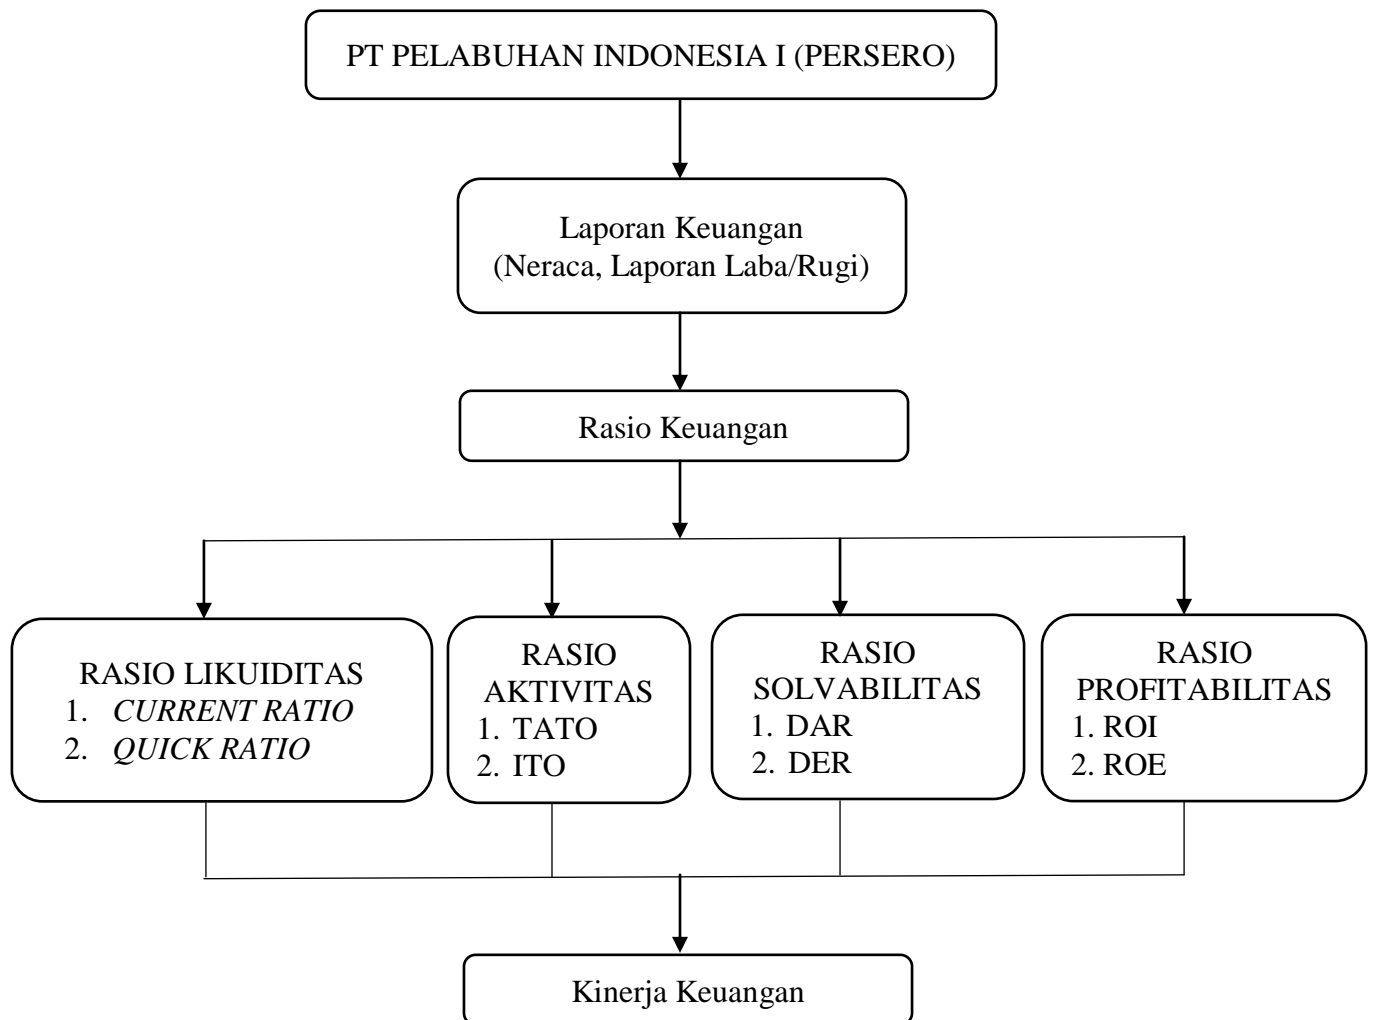 PT PELABUHAN INDONESIA I (PERSERO)
Laporan Keuangan
(Neraca, Laporan Laba/Rugi)
Rasio Keuangan
RASIO LIKUIDITAS
1. CURRENT RATIO
2. QUICK RATIO
RASIO
AKTIVITAS
1. TATO
2. ITO
RASIO
SOLVABILITAS
1. DAR
2. DER
RASIO
PROFITABILITAS
1. ROI
2. ROE
Kinerja Keuangan